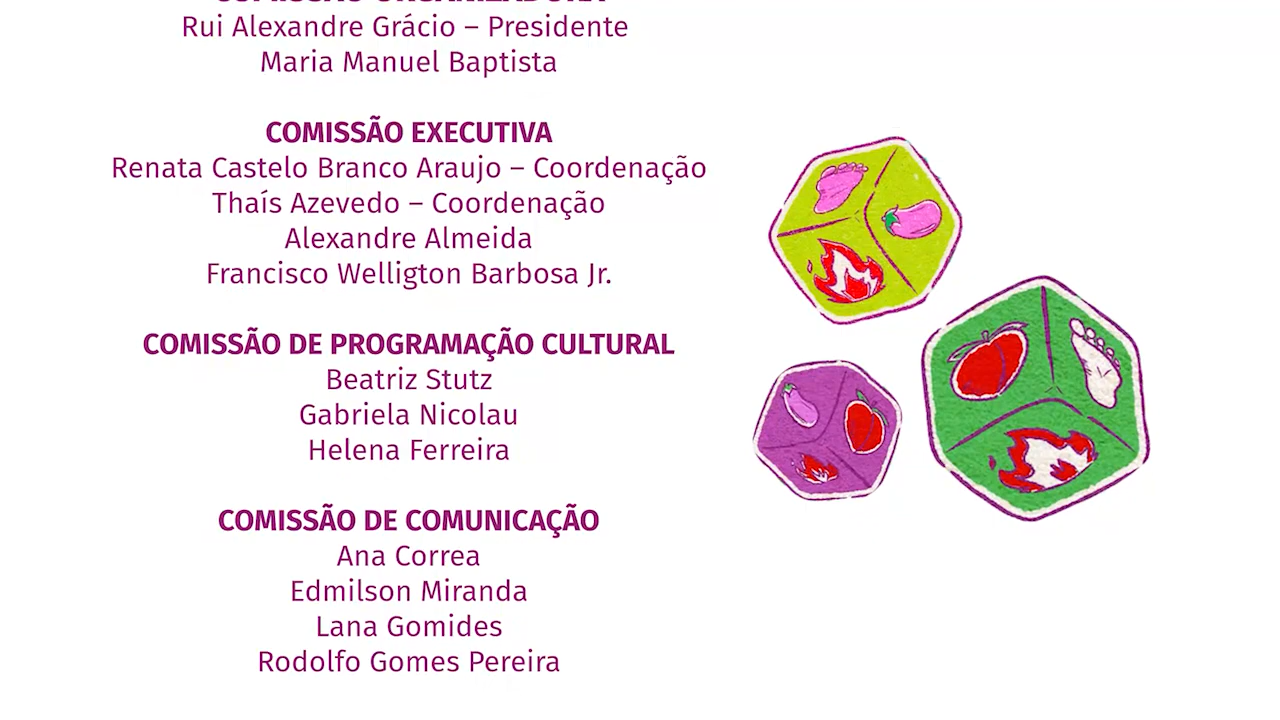 COMISSÃO ORGANIZADORA
Rui Alexandre Grácio – Presidente
Maria Manuel Baptista
COMISSÃO EXECUTIVA
Renata Castelo Branco Araujo – Coordenação
Thaís Azevedo – Coordenação
Alexandre Almeida
Francisco Welligton Barbosa Jr.
COMISSÃO DE PROGRAMAÇÃO CULTURAL
Beatriz Stutz
Gabriela Nicolau
Helena Ferreira
COMISSÃO DE COMUNICAÇÃO
Ana Correa
Edmilson Miranda
Lana Gomides
Rodolfo Gomes Pereira